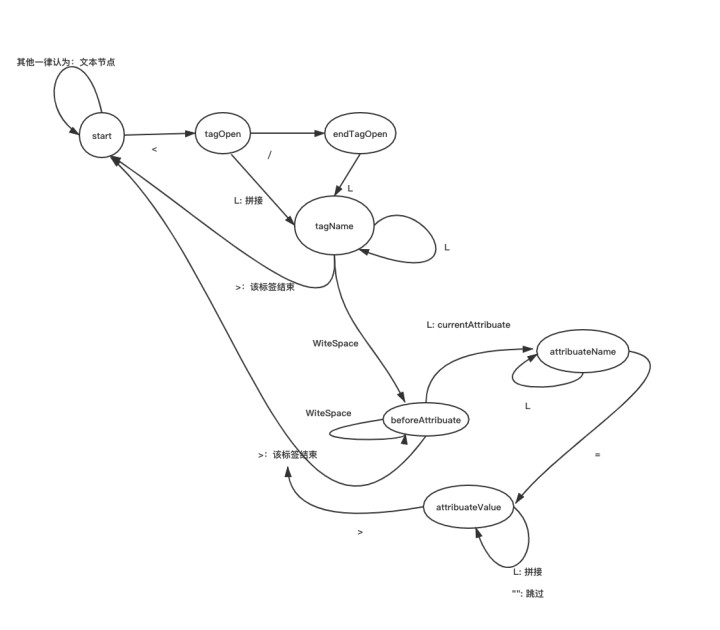 其他一律认为：文本节点
start
tagOpen
endTagOpen
<
/
L
L: 拼接
tagName
L
>：该标签结束
L: currentAttribuate
WiteSpace
attribuateName
L
WiteSpace
beforeAttribuate
>：该标签结束
=
attribuateValue
>
L: 拼接
"": 跳过